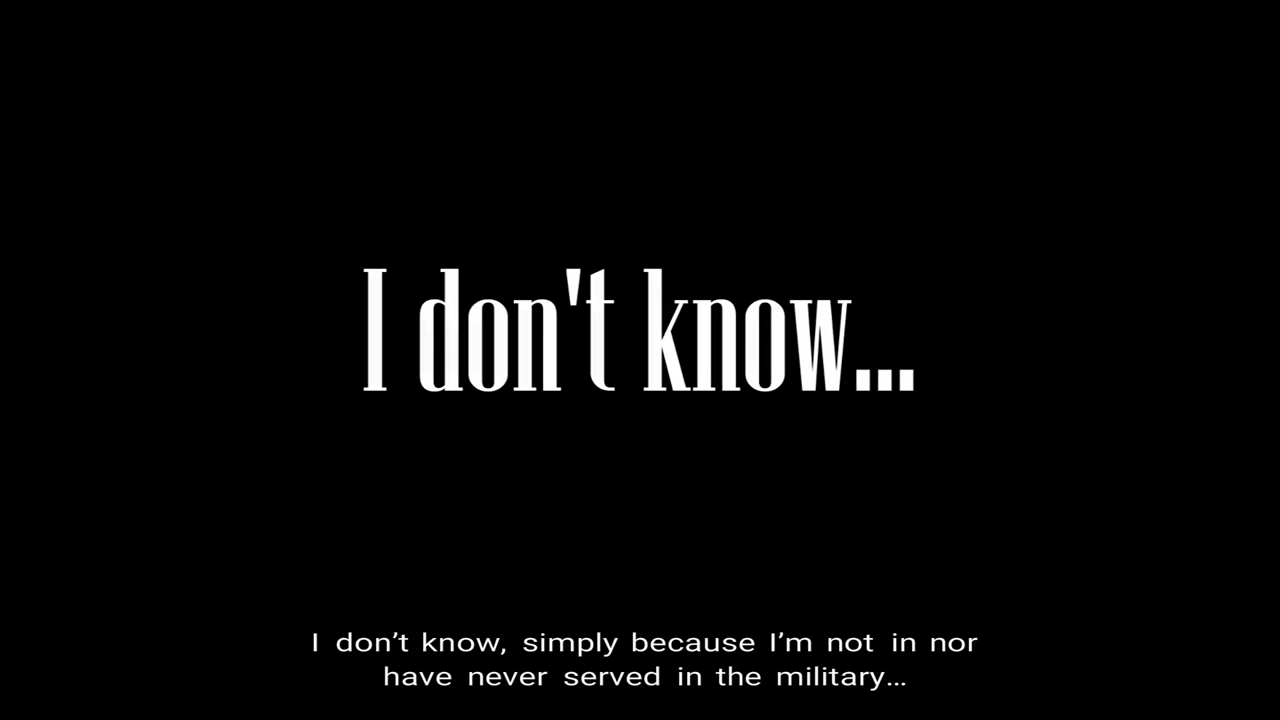 I don't know...
I don’t know, simply because I’m not in nor
have never served in the military...